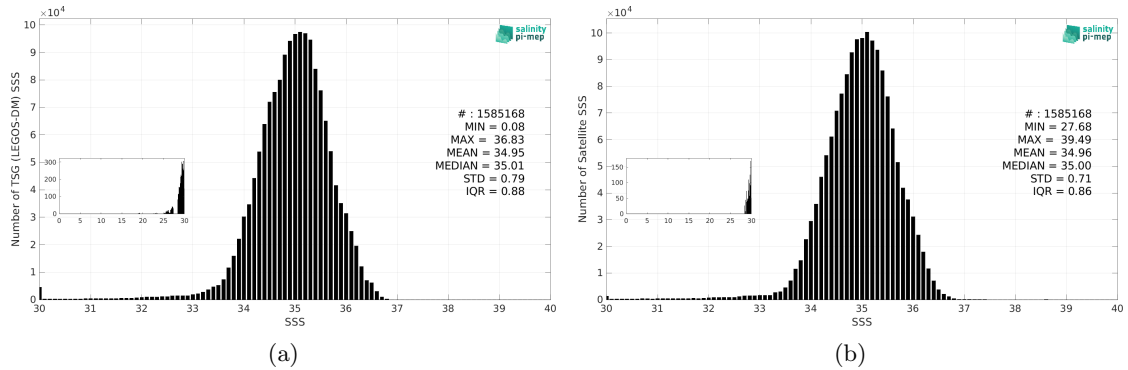 ×10⁴
10
9
8
7
6
5
4
3
2
1
0
Number of TSG (LEGOS-DM) SSS
salinity
pi-mep
# : 1585168
MIN = 0.08
MAX = 36.83
MEAN = 34.95
MEDIAN = 35.01
STD = 0.79
IQR = 0.88
300
200
100
0
0 5 10 15 20 25 30
30 31 32 33 34 35 36 37 38 39 40
SSS
(a)
×10⁴
10
9
8
7
6
5
4
3
2
1
0
Number of Satellite SSS
salinity
pi-mep
# : 1585168
MIN = 27.68
MAX = 39.49
MEAN = 34.96
MEDIAN = 35.00
STD = 0.71
IQR = 0.86
150
100
50
0
0 5 10 15 20 25 30
30 31 32 33 34 35 36 37 38 39 40
SSS
(b)